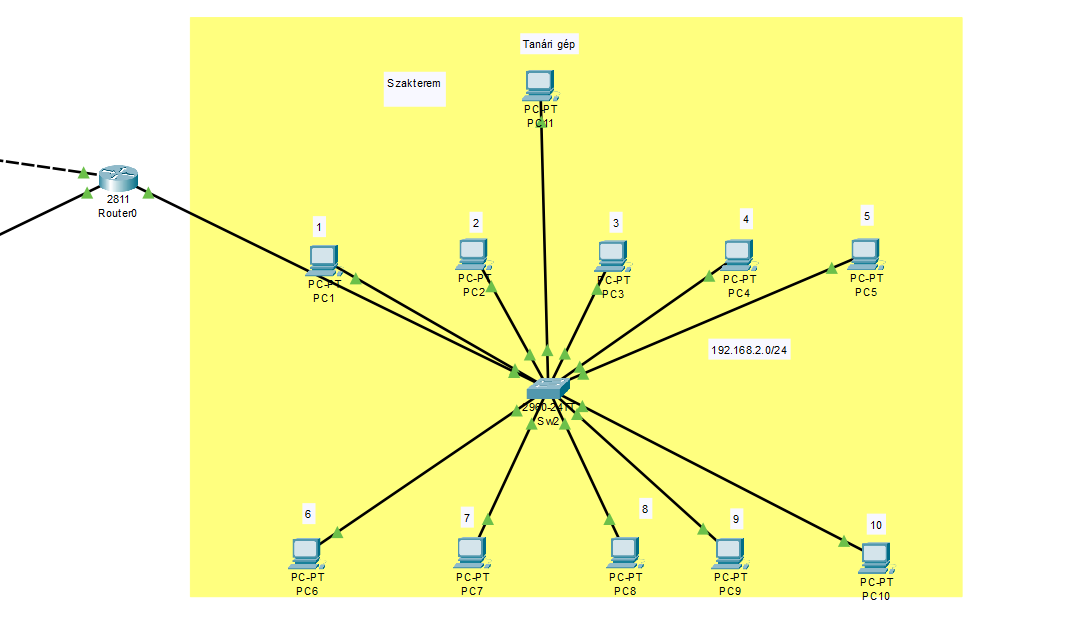 Tanári gép
Szakterem
PC-PT
PC11
2811
Router0
1
2
3
4
5
PC-PT
PC1
PC-PT
PC2
PC-PT
PC3
PC-PT
PC4
PC-PT
PC5
192.168.2.0/24
2960-24TT
Sw2
6
7
8
9
10
PC-PT
PC6
PC-PT
PC7
PC-PT
PC8
PC-PT
PC9
PC-PT
PC10